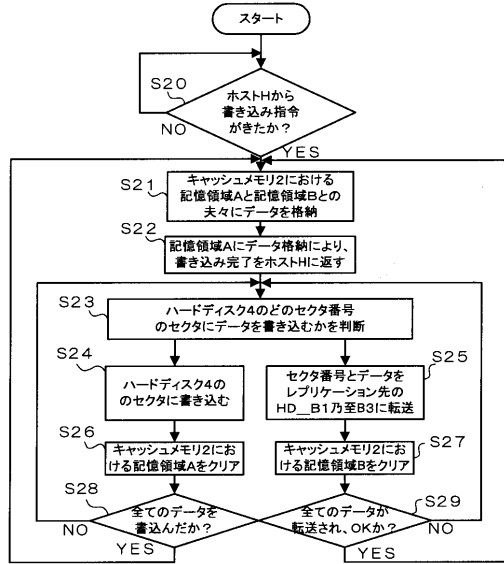 スタート
S20
ホストHから
書き込み指令
がきたか?
NO
YES
S21
キャッシュメモリ2における
記憶領域Aと記憶領域Bとの
夫々にデータを格納
S22
記憶領域Aにデータ格納により、
書き込み完了をホストHに返す
S23
ハードディスク4のどのセクタ番号
のセクタにデータを書き込むかを判断
S24
ハードディスク4の
のセクタに書き込む
S25
セクタ番号とデータを
レプリケーション先の
HD__B1乃至B3に転送
S26
キャッシュメモリ2にお
ける記憶領域Aをクリア
S27
キャッシュメモリ2にお
ける記憶領域Bをクリア
S28
全てのデータを
書込んだか?
NO
YES
S29
全てのデータが
転送され、OKか?
NO
YES